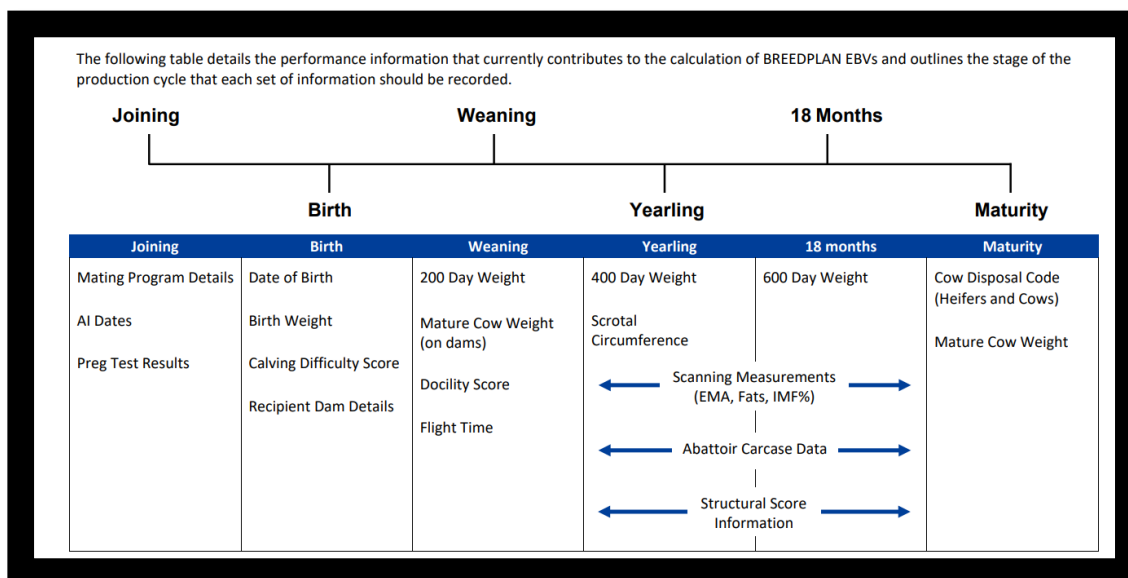 The following table details the performance information that currently contributes to the calculation of BREEDPLAN EBVs and outlines the stage of the
production cycle that each set of information should be recorded.
Joining
Weaning
18 Months
Birth
Yearling
Maturity
Joining
Birth
Weaning
Yearling
18 months
Maturity
Mating Program Details
AI Dates
Preg Test Results
Date of Birth
Birth Weight
Calving Difficulty Score
Recipient Dam Details
200 Day Weight
Mature Cow Weight
(on dams)
Docility Score
Flight Time
400 Day Weight
Scrotal
Circumference
600 Day Weight
Scanning Measurements
(EMA, Fats, IMF%)
Abattoir Carcase Data
Structural Score
Information
Cow Disposal Code
(Heifers and Cows)
Mature Cow Weight